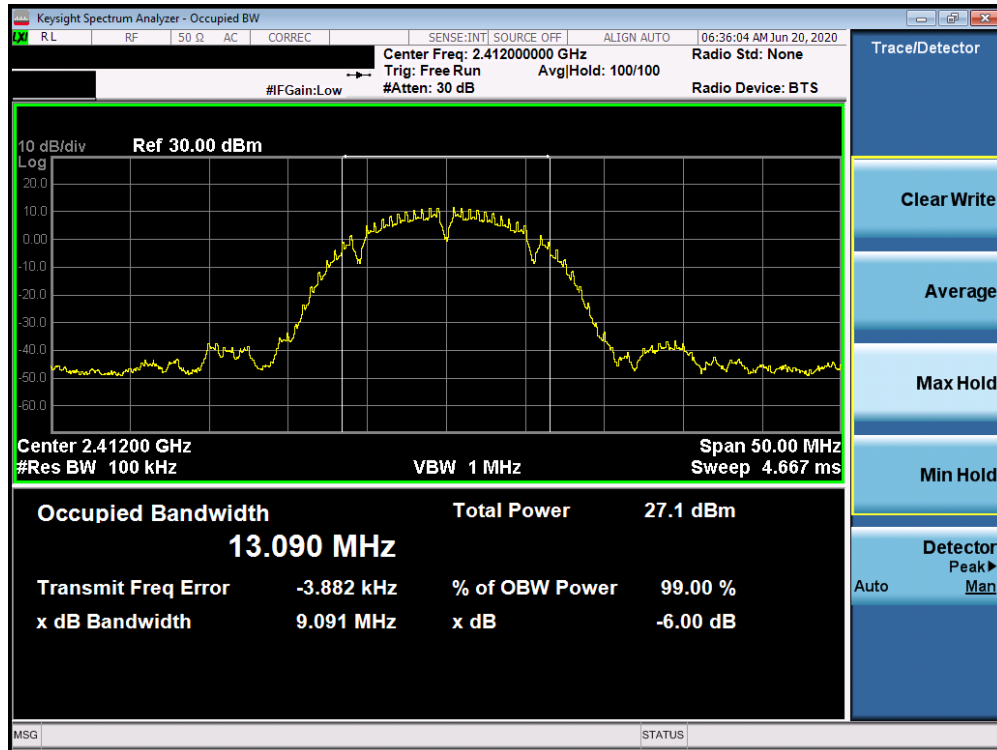 Keysight Spectrum Analyzer - Occupied BW
LXI RL RF 50 Ω AC CORREC SENSE:INT SOURCE OFF ALIGN AUTO 06:36:04 AM Jun 20, 2020
Center Freq: 2.412000000 GHz Radio Std: None
Trig: Free Run Avg|Hold: 100/100
#IFGain:Low #Atten: 30 dB Radio Device: BTS
10 dB/div Ref 30.00 dBm
Log
20.0
10.0
0.00
-10.0
-20.0
-30.0
-40.0
-50.0
-60.0
Center 2.41200 GHz Span 50.00 MHz
#Res BW 100 kHz VBW 1 MHz Sweep 4.667 ms
Occupied Bandwidth Total Power 27.1 dBm
13.090 MHz
Transmit Freq Error -3.882 kHz % of OBW Power 99.00 %
x dB Bandwidth 9.091 MHz x dB -6.00 dB
MSG STATUS
Trace/Detector
Clear Write
Average
Max Hold
Min Hold
Detector
Peak▶
Auto Man